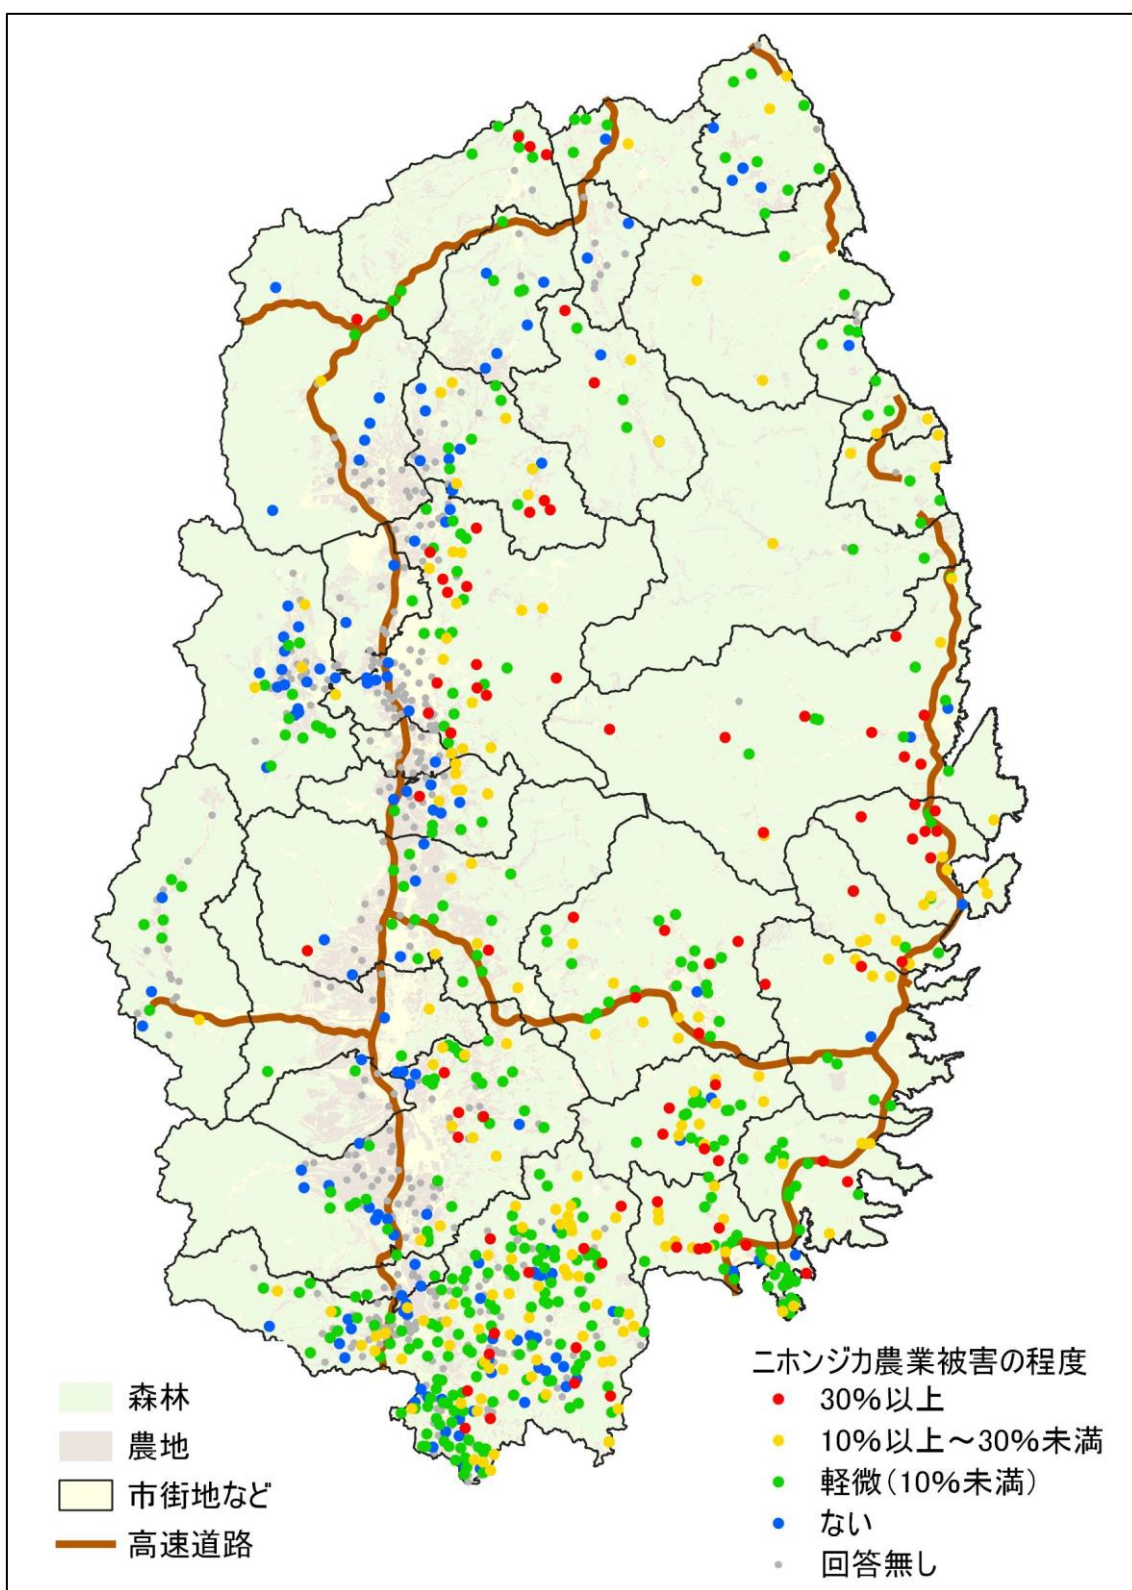 森林
農地
市街地など
高速道路
ニホンジカ農業被害の程度
30%以上
10%以上～30%未満
軽微(10%未満)
ない
回答無し